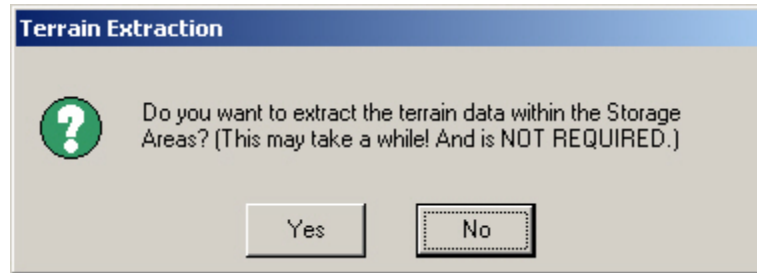 Terrain Extraction
Do you want to extract the terrain data within the Storage
Areas? (This may take a while! And is NOT REQUIRED.)
Yes No